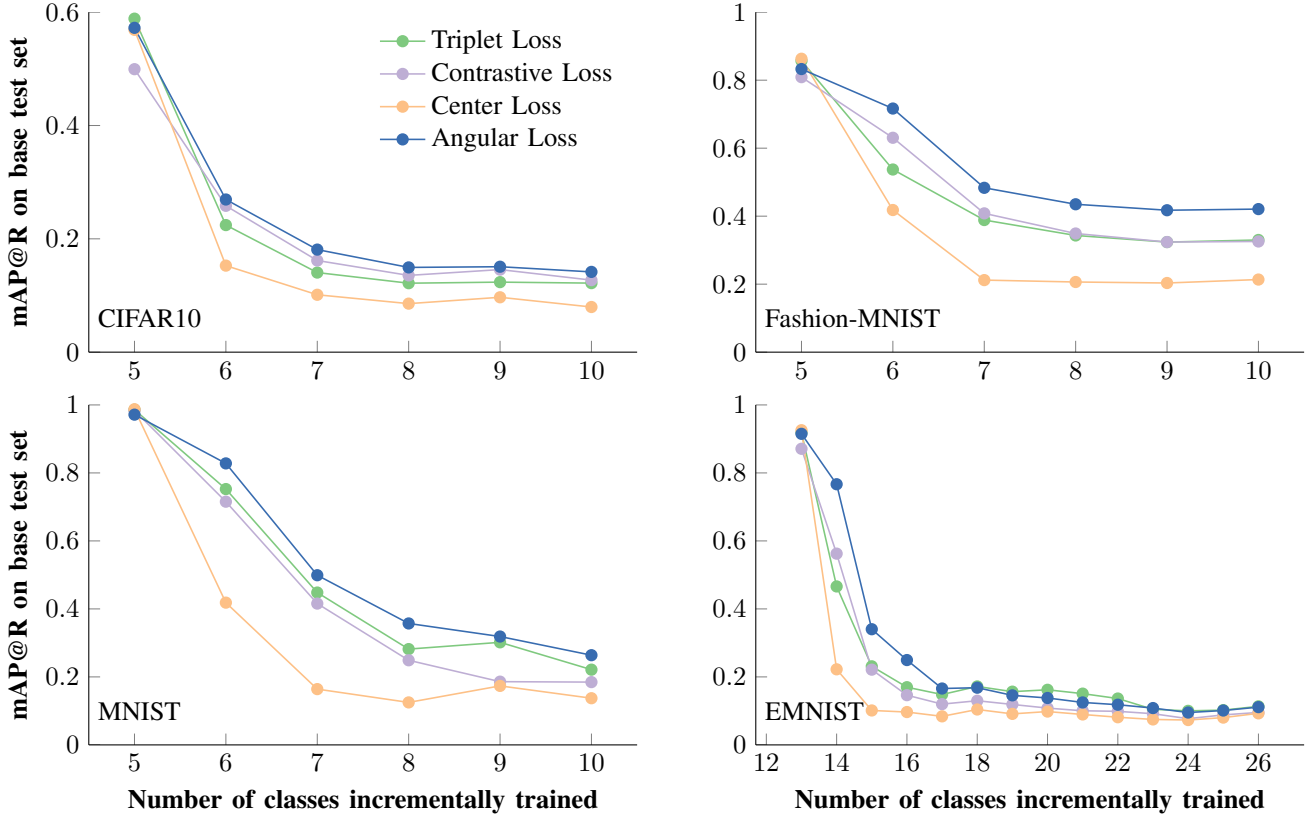 mAP@R on base test set
0.6
0.4
0.2
0
5 6 7 8 9 10
Triplet Loss
Contrastive Loss
Center Loss
Angular Loss
CIFAR10
1
0.8
0.6
0.4
0.2
0
5 6 7 8 9 10
Fashion-MNIST
mAP@R on base test set
1
0.8
0.6
0.4
0.2
0
5 6 7 8 9 10
MNIST
Number of classes incrementally trained
1
0.8
0.6
0.4
0.2
0
12 14 16 18 20 22 24 26
EMNIST
Number of classes incrementally trained